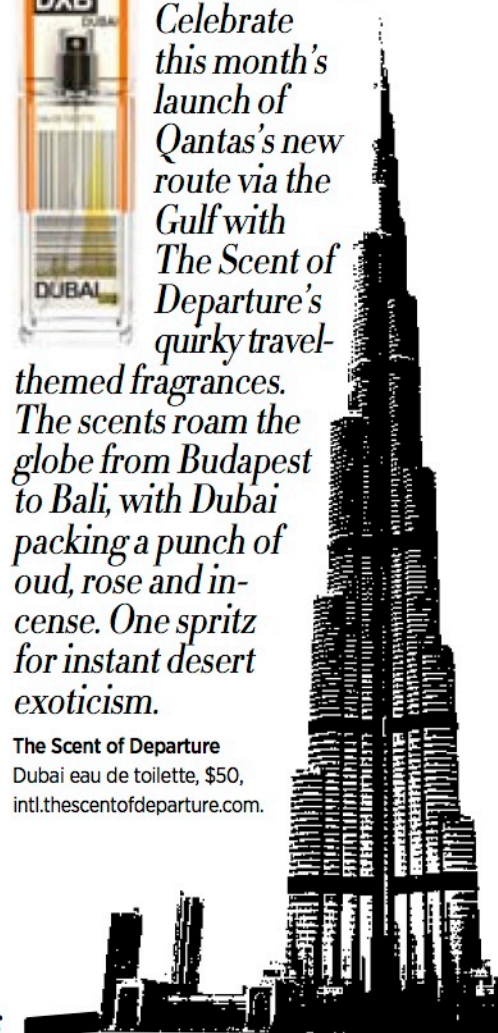 DXB
DUBAI
DUBAI
Celebrate
this month's
launch of
Qantas's new
route via the
Gulf with
The Scent of
Departure's
quirky travel-
themed fragrances.
The scents roam the
globe from Budapest
to Bali, with Dubai
packing a punch of
oud, rose and in-
cense. One spritz
for instant desert
exoticism.
The Scent of Departure
Dubai eau de toilette, $50,
intl.thescentofdeparture.com.